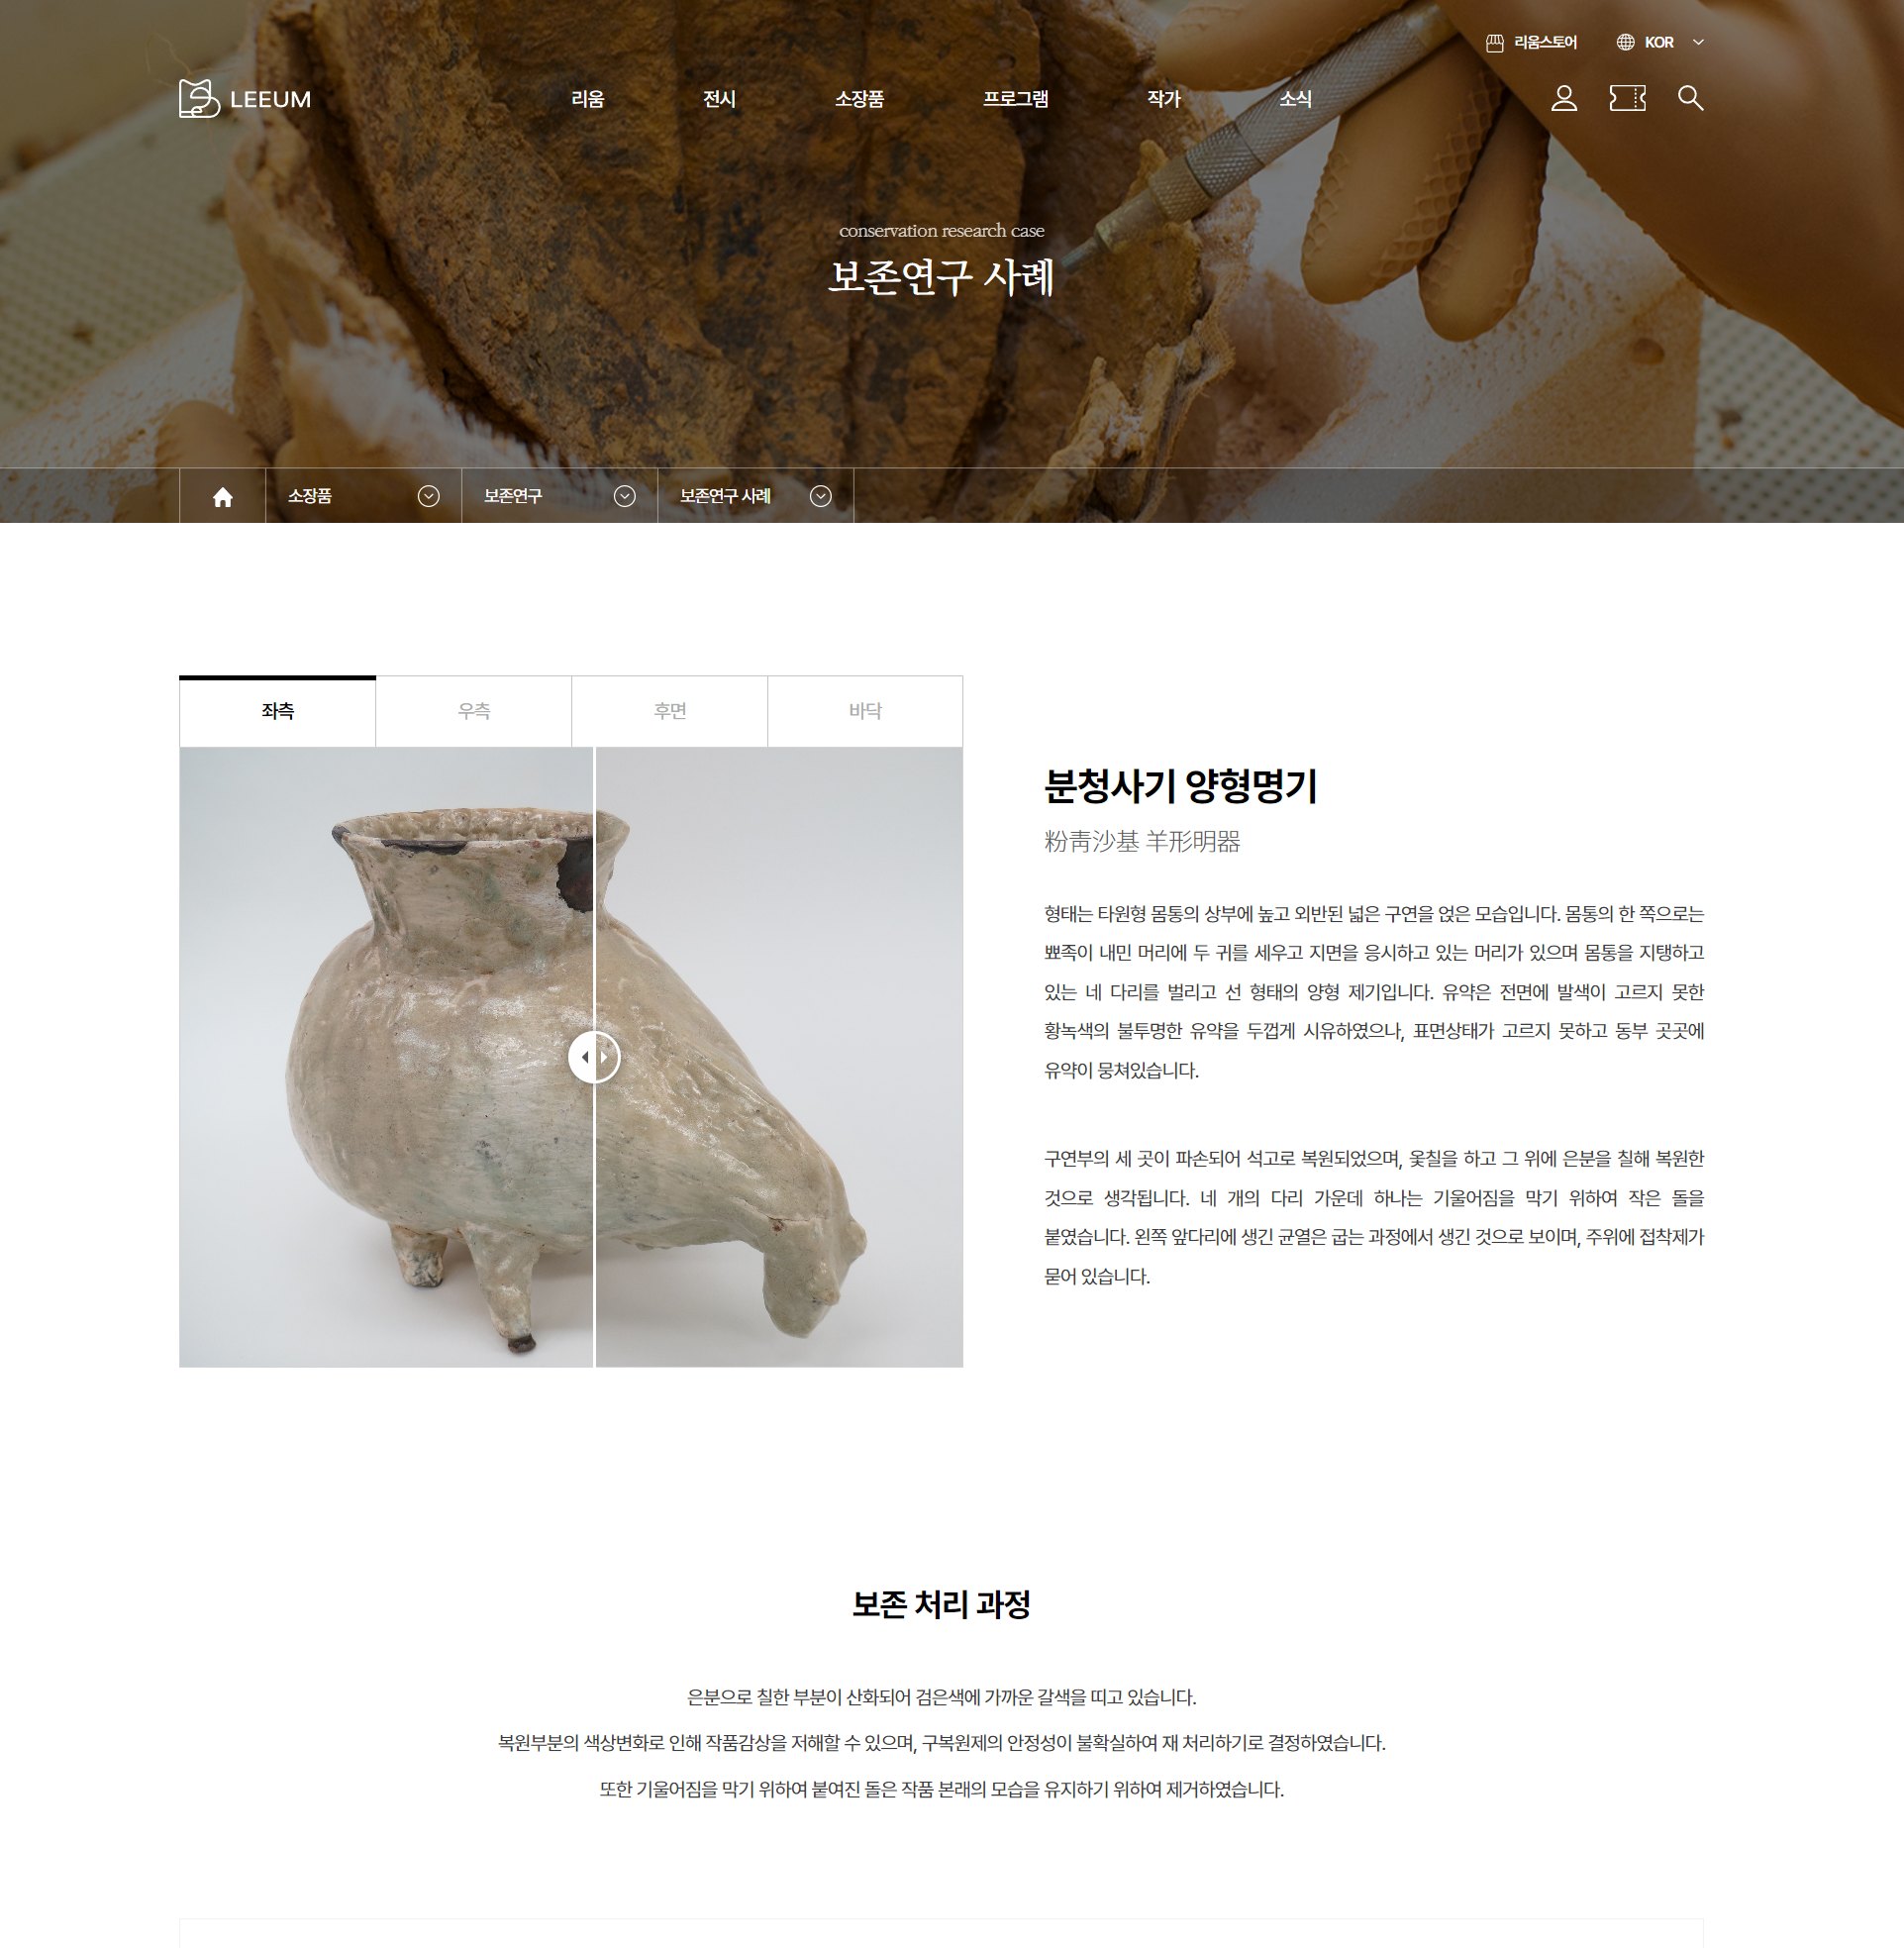 리움스토어
KOR
LEEUM
리움
전시
소장품
프로그램
작가
소식
conservation research case
보존연구 사례
소장품
보존연구
보존연구 사례
좌측
우측
후면
바닥
분청사기 양형명기
粉靑沙基 羊形明器
형태는 타원형 몸통의 상부에 높고 외반된 넓은 구연을 얹은 모습입니다. 몸통의 한 쪽으로는
뾰족이 내민 머리에 두 귀를 세우고 지면을 응시하고 있는 머리가 있으며 몸통을 지탱하고
있는 네 다리를 벌리고 선 형태의 양형 제기입니다. 유약은 전면에 발색이 고르지 못한
황녹색의 불투명한 유약을 두껍게 시유하였으나, 표면상태가 고르지 못하고 동부 곳곳에
유약이 뭉쳐있습니다.
구연부의 세 곳이 파손되어 석고로 복원되었으며, 옻칠을 하고 그 위에 은분을 칠해 복원한
것으로 생각됩니다. 네 개의 다리 가운데 하나는 기울어짐을 막기 위하여 작은 돌을
붙였습니다. 왼쪽 앞다리에 생긴 균열은 굽는 과정에서 생긴 것으로 보이며, 주위에 접착제가
묻어 있습니다.
보존 처리 과정
은분으로 칠한 부분이 산화되어 검은색에 가까운 갈색을 띠고 있습니다.
복원부분의 색상변화로 인해 작품감상을 저해할 수 있으며, 구복원제의 안정성이 불확실하여 재 처리하기로 결정하였습니다.
또한 기울어짐을 막기 위하여 붙여진 돌은 작품 본래의 모습을 유지하기 위하여 제거하였습니다.